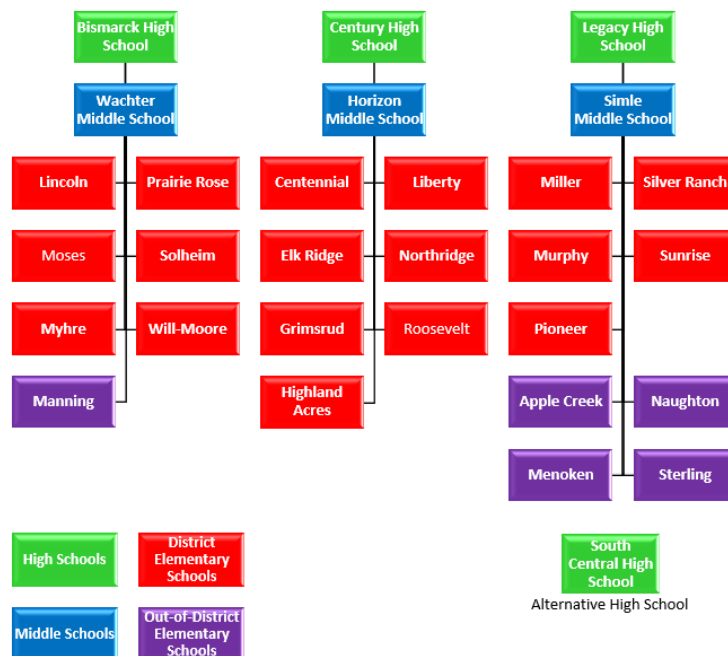 Bismarck High
School
Century High
School
Legacy High
School
Wachter
Middle School
Horizon
Middle School
Simle
Middle School
Lincoln
Prairie Rose
Centennial
Liberty
Miller
Silver Ranch
Moses
Solheim
Elk Ridge
Northridge
Murphy
Sunrise
Myhre
Will-Moore
Grimsrud
Roosevelt
Pioneer
Manning
Highland
Acres
Apple Creek
Naughton
Menoken
Sterling
High Schools
District
Elementary
Schools
South
Central High
School
Alternative High School
Middle Schools
Out-of-District
Elementary
Schools